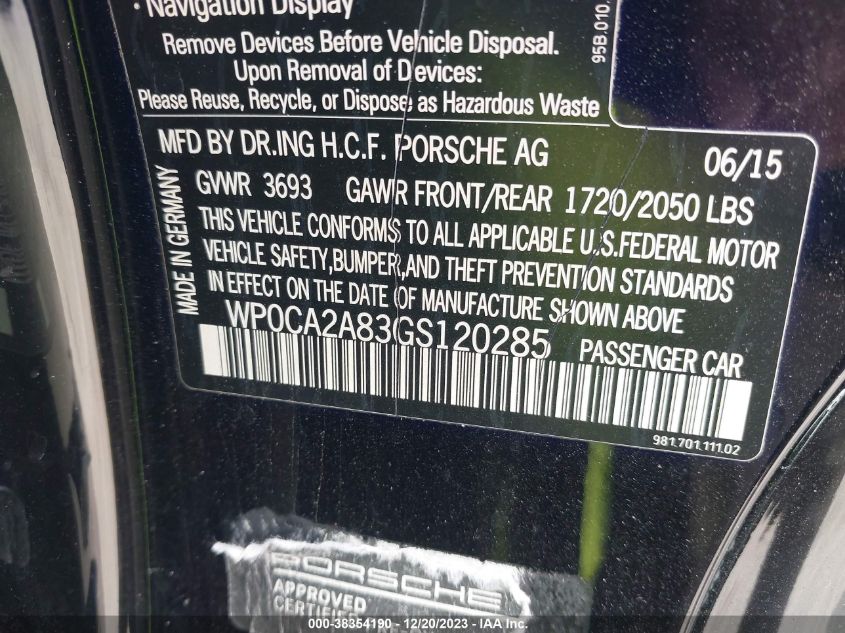 · Navigation Display
Remove Devices Before Vehicle Disposal.
Upon Removal of Devices:
Please Reuse, Recycle, or Dispose as Hazardous Waste
95B.010.
MFD BY DR.ING H.C.F. PORSCHE AG 06/15
GVWR 3693 GAWR FRONT/REAR 1720/2050 LBS
THIS VEHICLE CONFORMS TO ALL APPLICABLE U.S.FEDERAL MOTOR
VEHICLE SAFETY,BUMPER,AND THEFT PREVENTION STANDARDS
IN EFFECT ON THE DATE OF MANUFACTURE SHOWN ABOVE
MADE IN GERMANY
WP0CA2A83GS120285 PASSENGER CAR
981.701.111.02
PORSCHE
APPROVED
CERTIFIED
000-38354190 - 12/20/2023 - IAA Inc.